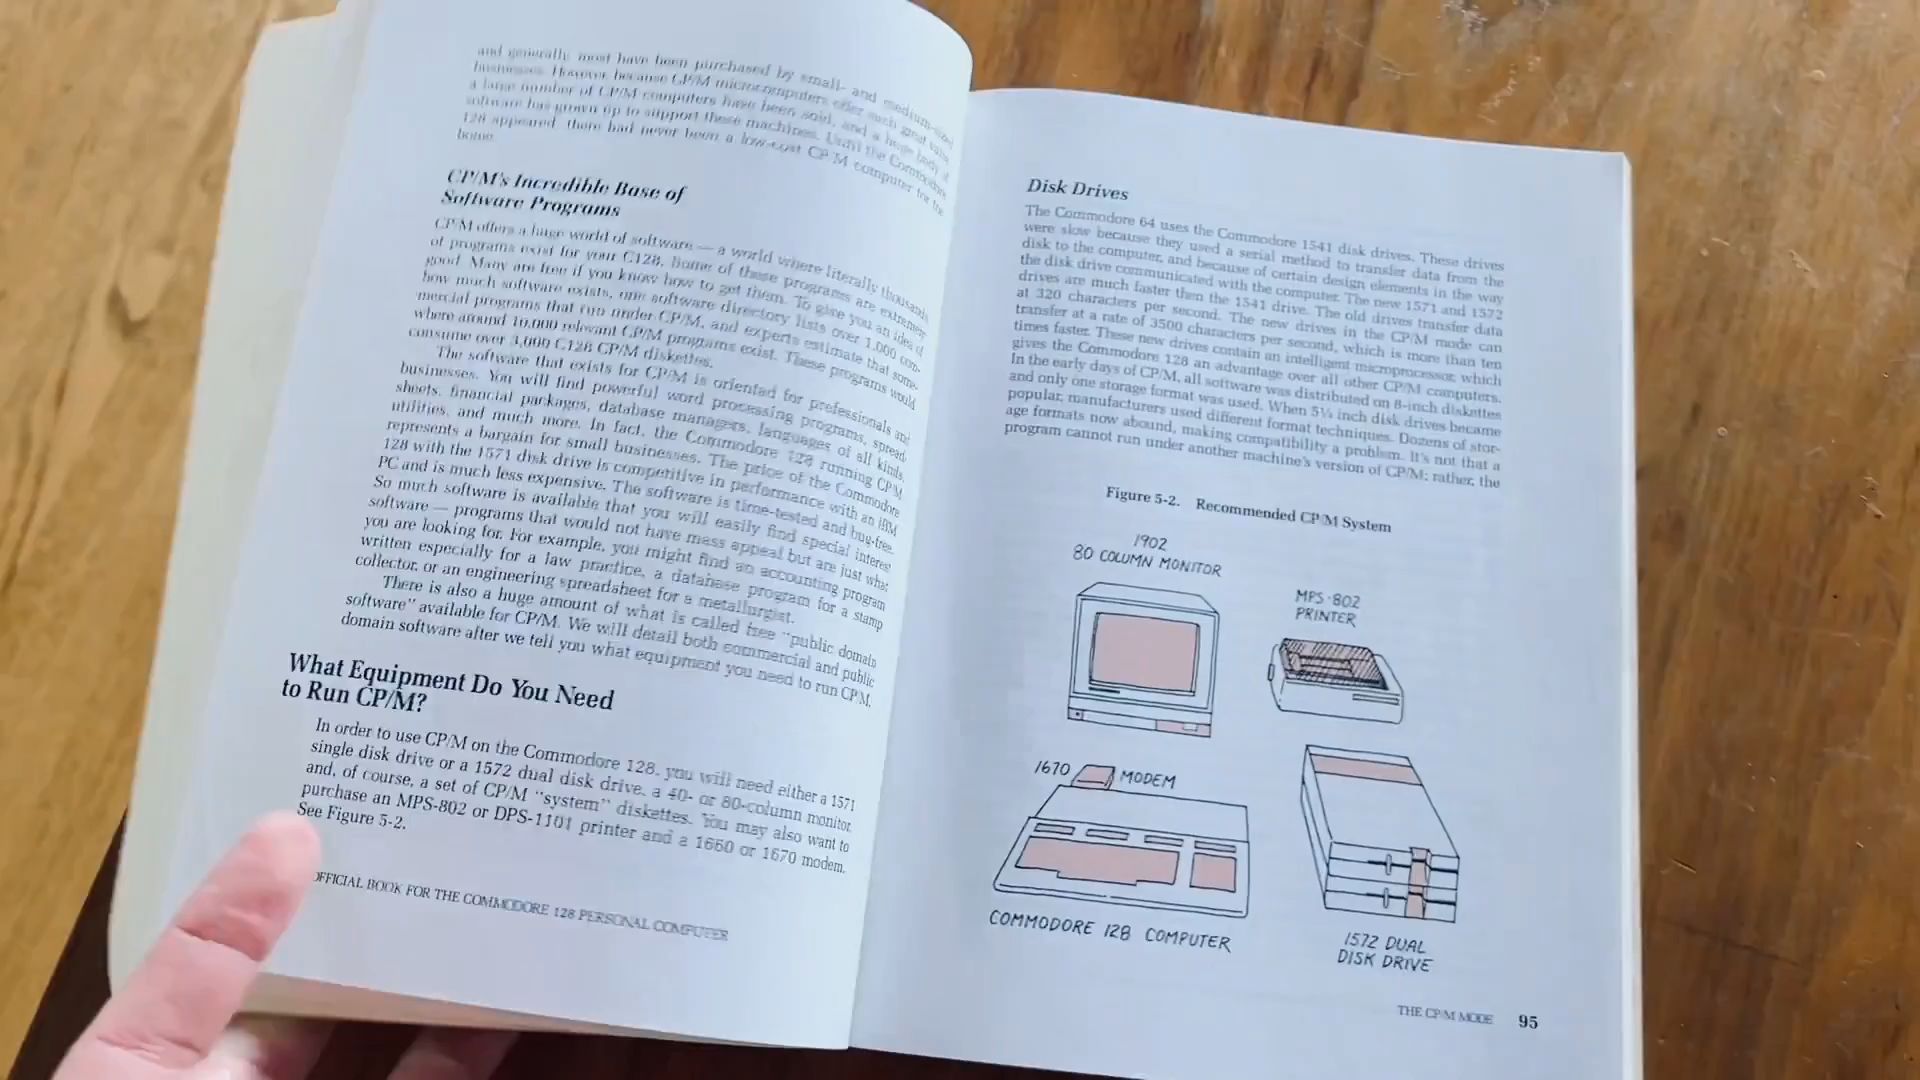 and generally most have been purchased by small- and medium-sized
businesses. However because CP/M microcomputers offer such great value
a large number of CP/M computers have been sold, and a huge body of
software has grown up to support these machines. Until the Commodore
128 appeared, there had never been a low-cost CP/M computer for the
home.
CP/M's Incredible Base of
Software Programs
CP/M offers a huge world of software — a world where literally thousands
of programs exist for your C128. Some of these programs are extremely
good. Many are free if you know how to get them. To give you an idea of
how much software exists, one software directory lists over 1,000 com-
mercial programs that run under CP/M, and experts estimate that some-
where around 10,000 relevant CP/M programs exist. These programs would
consume over 3,000 C128 CP/M diskettes.
The software that exists for CP/M is oriented for professionals and
businesses. You will find powerful word processing programs, spread-
sheets, financial packages, database managers, languages of all kinds,
utilities, and much more. In fact, the Commodore 128 running CP/M
represents a bargain for small businesses. The price of the Commodore
128 with the 1571 disk drive is competitive in performance with an IBM
PC and is much less expensive. The software is time-tested and bug-free.
So much software is available that you will easily find special interest
software — programs that would not have mass appeal but are just what
you are looking for. For example, you might find an accounting program
written especially for a law practice, a database program for a stamp
collector, or an engineering spreadsheet for a metallurgist.
There is also a huge amount of what is called free "public domain
software" available for CP/M. We will detail both commercial and public
domain software after we tell you what equipment you need to run CP/M.
What Equipment Do You Need
to Run CP/M?
In order to use CP/M on the Commodore 128, you will need either a 1571
single disk drive or a 1572 dual disk drive, a 40- or 80-column monitor,
and, of course, a set of CP/M "system" diskettes. You may also want to
purchase an MPS-802 or DPS-1101 printer and a 1660 or 1670 modem.
See Figure 5-2.
OFFICIAL BOOK FOR THE COMMODORE 128 PERSONAL COMPUTER
Disk Drives
The Commodore 64 uses the Commodore 1541 disk drives. These drives
were slow because they used a serial method to transfer data from the
disk to the computer, and because of certain design elements in the way
the disk drive communicated with the computer. The new 1571 and 1572
drives are much faster then the 1541 drive. The old drives transfer data
at 320 characters per second. The new drives in the CP/M mode can
transfer at a rate of 3500 characters per second, which is more than ten
times faster. These new drives contain an intelligent microprocessor, which
gives the Commodore 128 an advantage over all other CP/M computers.
In the early days of CP/M, all software was distributed on 8-inch diskettes
and only one storage format was used. When 5¼ inch disk drives became
popular, manufacturers used different format techniques. Dozens of stor-
age formats now abound, making compatibility a problem. It's not that a
program cannot run under another machine's version of CP/M; rather, the
Figure 5-2. Recommended CP/M System
1902
80 COLUMN MONITOR
MPS-802
PRINTER
1670 MODEM
COMMODORE 128 COMPUTER
1572 DUAL
DISK DRIVE
THE CP/M MODE 95